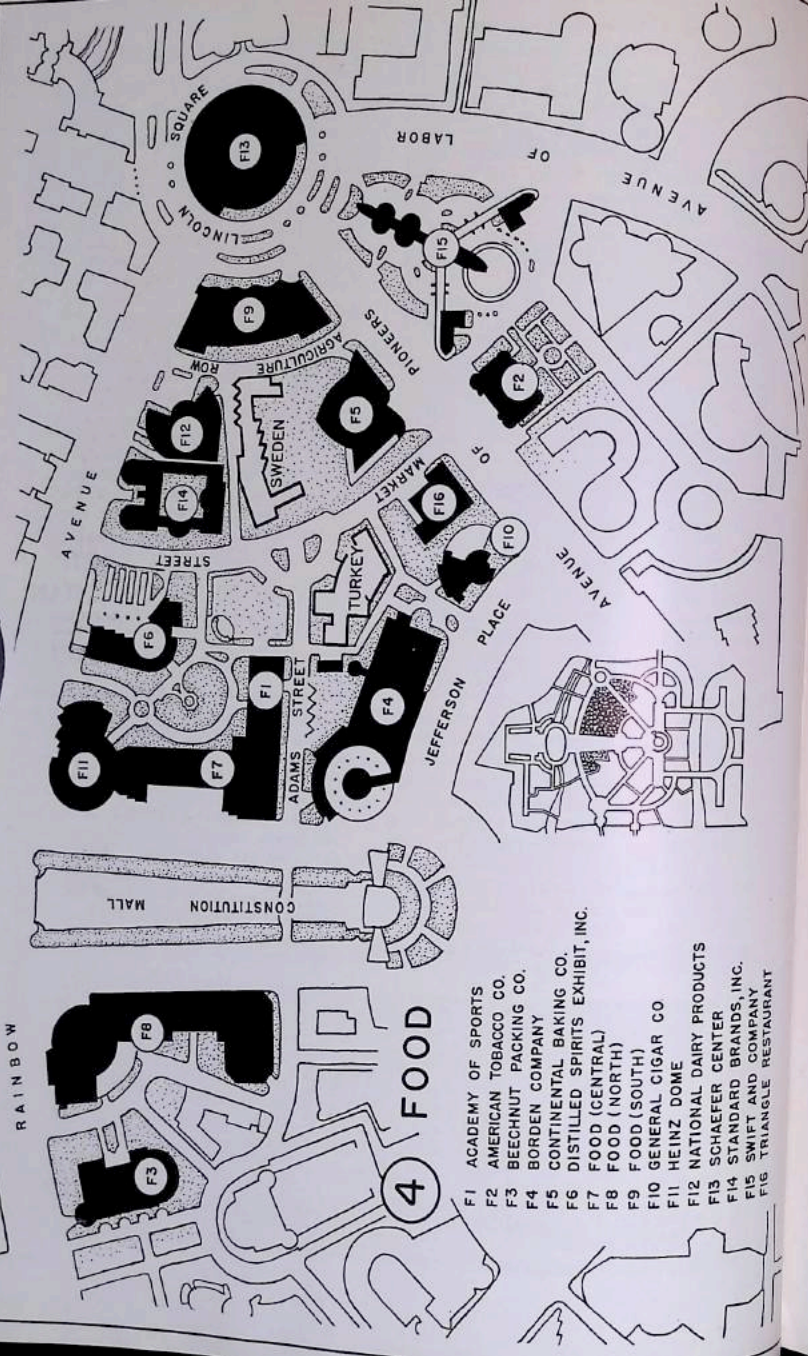 RAINBOW
AVENUE
LINCOLN
SQUARE
F13
F9
F12
F14
F6
F11
F7
F1
F8
F3
F5
F15
F2
F16
F10
F4
AGRICULTURE
ROW
SWEDEN
TURKEY
MARKET
STREET
ADAMS
STREET
CONSTITUTION
MALL
JEFFERSON
PLACE
AVENUE
OF
PIONEERS
AVENUE
OF
LABOR
4 FOOD
F1 ACADEMY OF SPORTS
F2 AMERICAN TOBACCO CO.
F3 BEECHNUT PACKING CO.
F4 BORDEN COMPANY
F5 CONTINENTAL BAKING CO.
F6 DISTILLED SPIRITS EXHIBIT, INC.
F7 FOOD (CENTRAL)
F8 FOOD (NORTH)
F9 FOOD (SOUTH)
F10 GENERAL CIGAR CO
F11 HEINZ DOME
F12 NATIONAL DAIRY PRODUCTS
F13 SCHAEFER CENTER
F14 STANDARD BRANDS, INC.
F15 SWIFT AND COMPANY
F16 TRIANGLE RESTAURANT